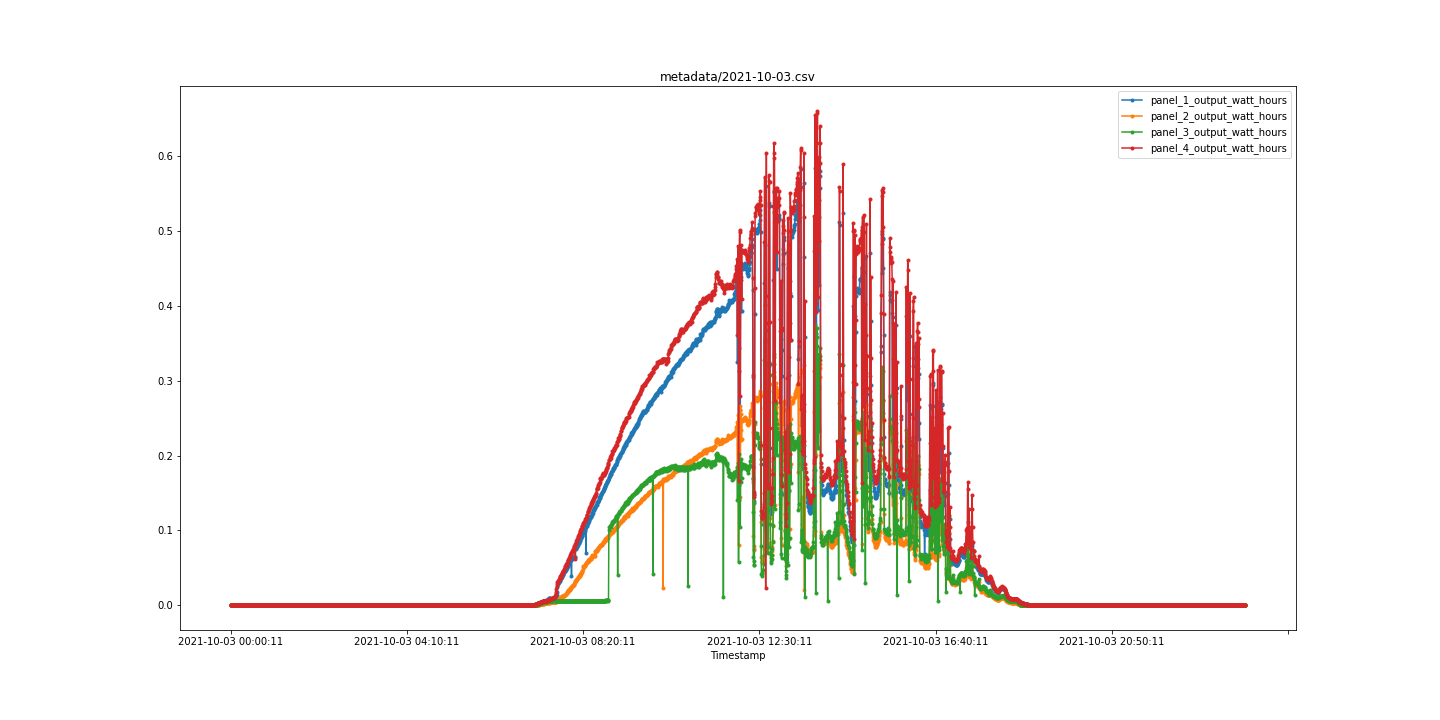 metadata/2021-10-03.csv
panel_1_output_watt_hours
panel_2_output_watt_hours
panel_3_output_watt_hours
panel_4_output_watt_hours
0.6
0.5
0.4
0.3
0.2
0.1
0.0
2021-10-03 00:00:11 2021-10-03 04:10:11 2021-10-03 08:20:11 2021-10-03 12:30:11 2021-10-03 16:40:11 2021-10-03 20:50:11
Timestamp